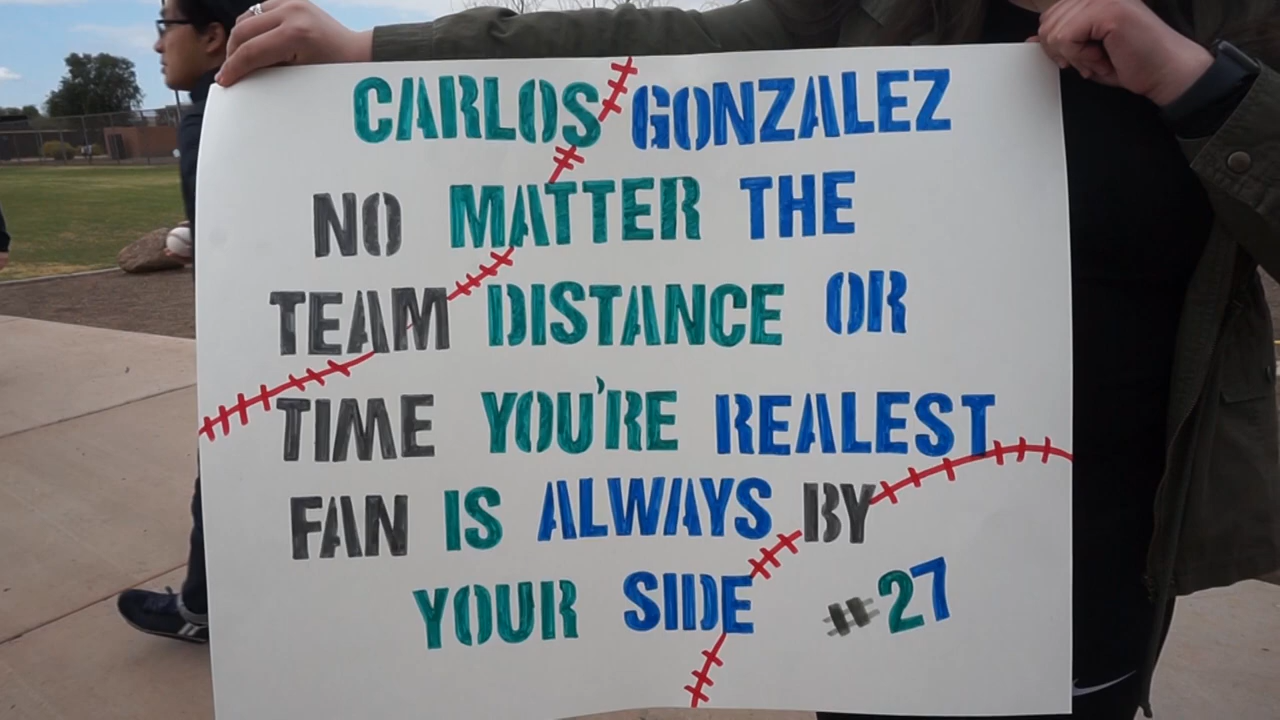 CARLOS GONZALEZ
NO MATTER THE
TEAM DISTANCE OR
TIME YOU'RE REALEST
FAN IS ALWAYS BY
YOUR SIDE #27